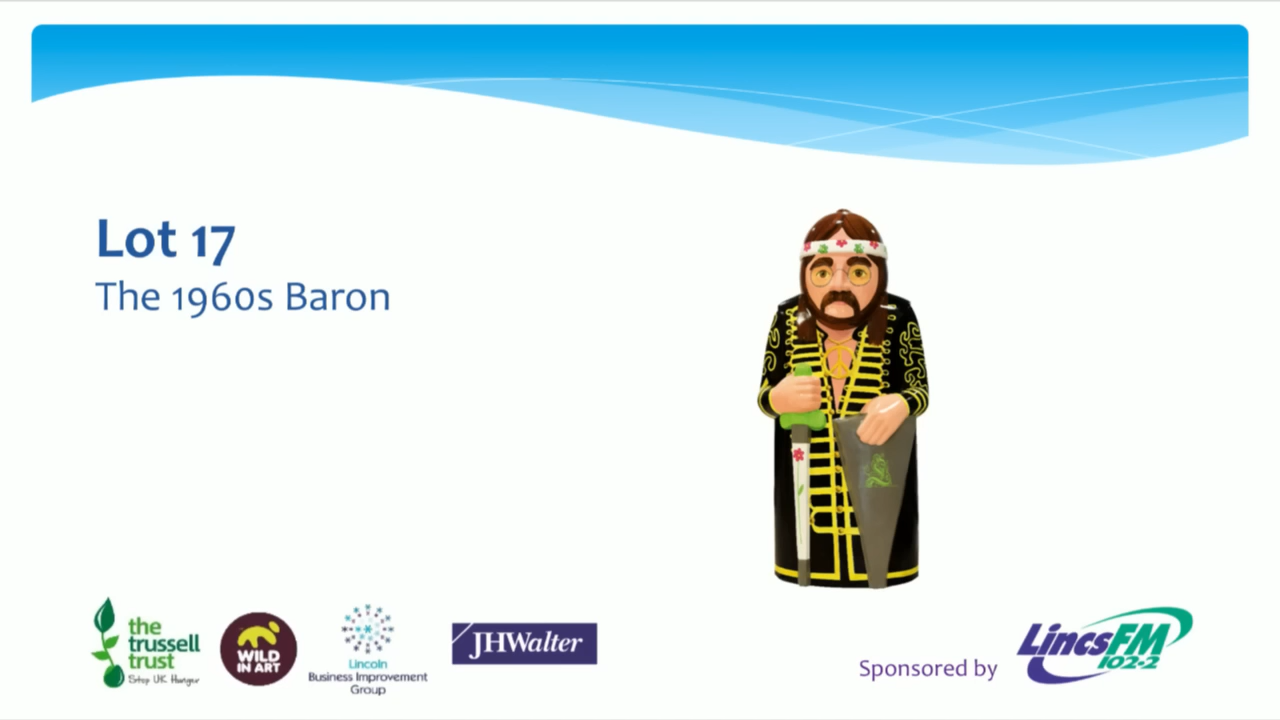 Lot 17
The 1960s Baron
the
trussell
trust
Stop UK Hunger
WILD
IN ART
Lincoln
Business Improvement
Group
JHWalter
Sponsored by
LincsFM
102·2